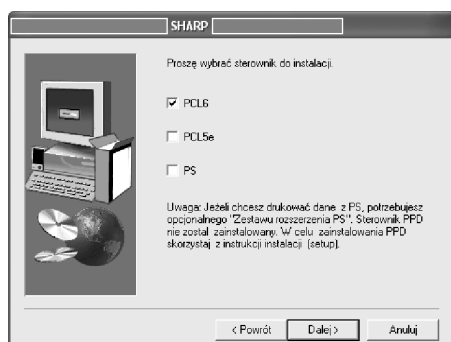 SHARP
Proszę wybrać sterownik do instalacji.
PCL6
PCL5e
PS
Uwaga: Jeżeli chcesz drukować dane z PS, potrzebujesz
opcjonalnego "Zestawu rozszerzenia PS". Sterownik PPD
nie zostal zainstalowany. W celu zainstalowania PPD
skorzystaj z instrukcji instalacji (setup).
< Powrót
Dalej >
Anuluj